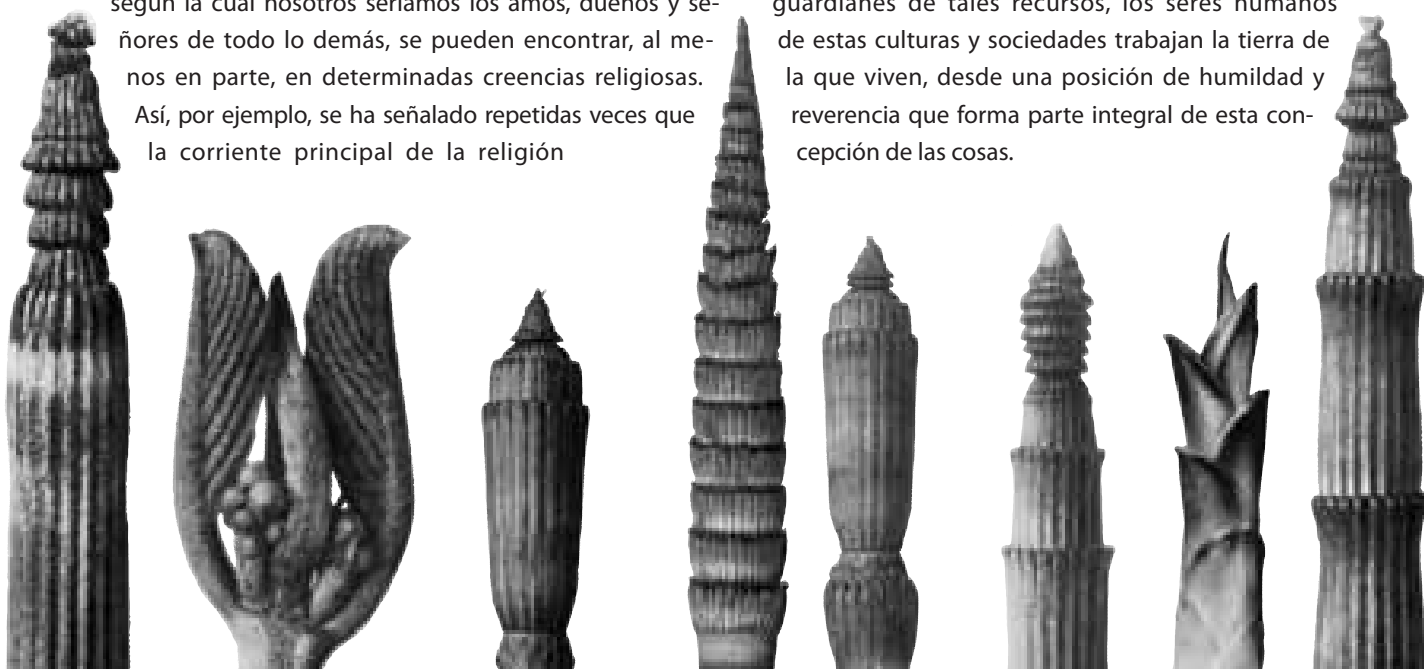 según la cual nosotros seríamos los amos, dueños y se-
ñores de todo lo demás, se pueden encontrar, al me-
nos en parte, en determinadas creencias religiosas.
Así, por ejemplo, se ha señalado repetidas veces que
la corriente principal de la religión
guardianes de tales recursos, los seres humanos
de estas culturas y sociedades trabajan la tierra de
la que viven, desde una posición de humildad y
reverencia que forma parte integral de esta con-
cepción de las cosas.